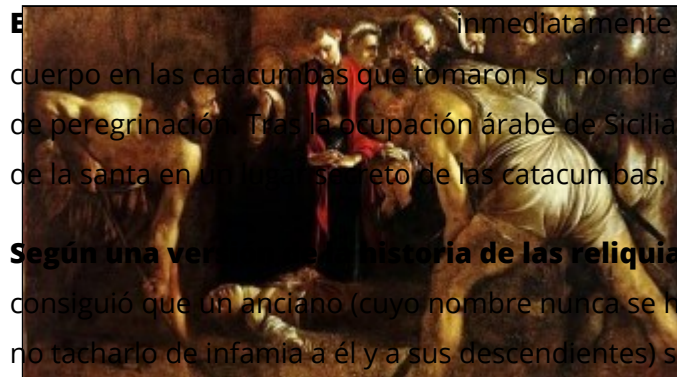 E inmediatamente
cuerpo en las catacumbas que tomaron su nombre
de peregrinación. Tras la ocupación árabe de Sicilia
de la santa en un lugar secreto de las catacumbas.
Según una versión de la historia de las reliquia
consiguió que un anciano (cuyo nombre nunca se h
no tacharlo de infamia a él y a sus descendientes) s